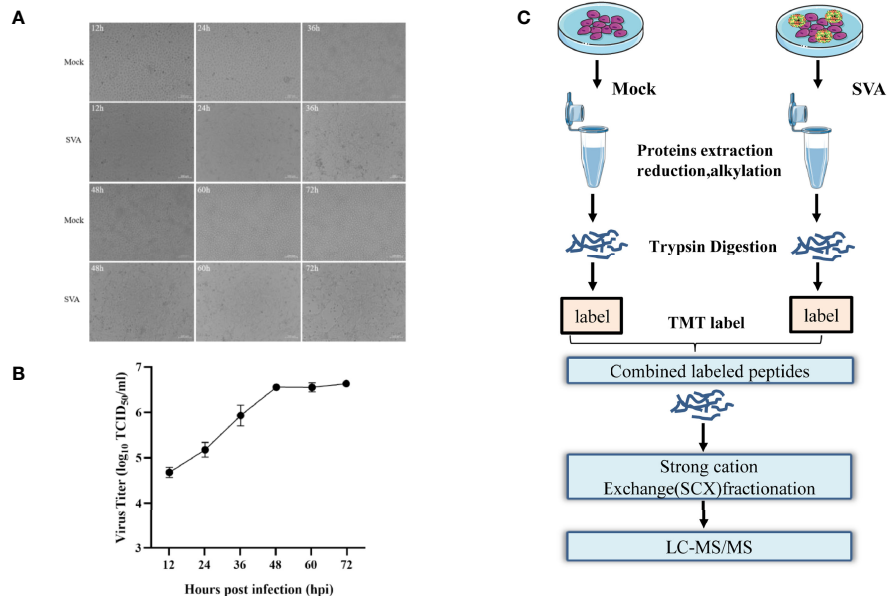 A
12h
24h
36h
Mock
12h
24h
36h
SVA
48h
60h
72h
Mock
48h
60h
72h
SVA
B
Virus Titer (log10 TCID50/ml)
7
6
5
4
3
12 24 36 48 60 72
Hours post infection (hpi)
C
Mock
SVA
Proteins extraction
reduction,alkylation
Trypsin Digestion
label
label
TMT label
Combined labeled peptides
Strong cation
Exchange(SCX)fractionation
LC-MS/MS